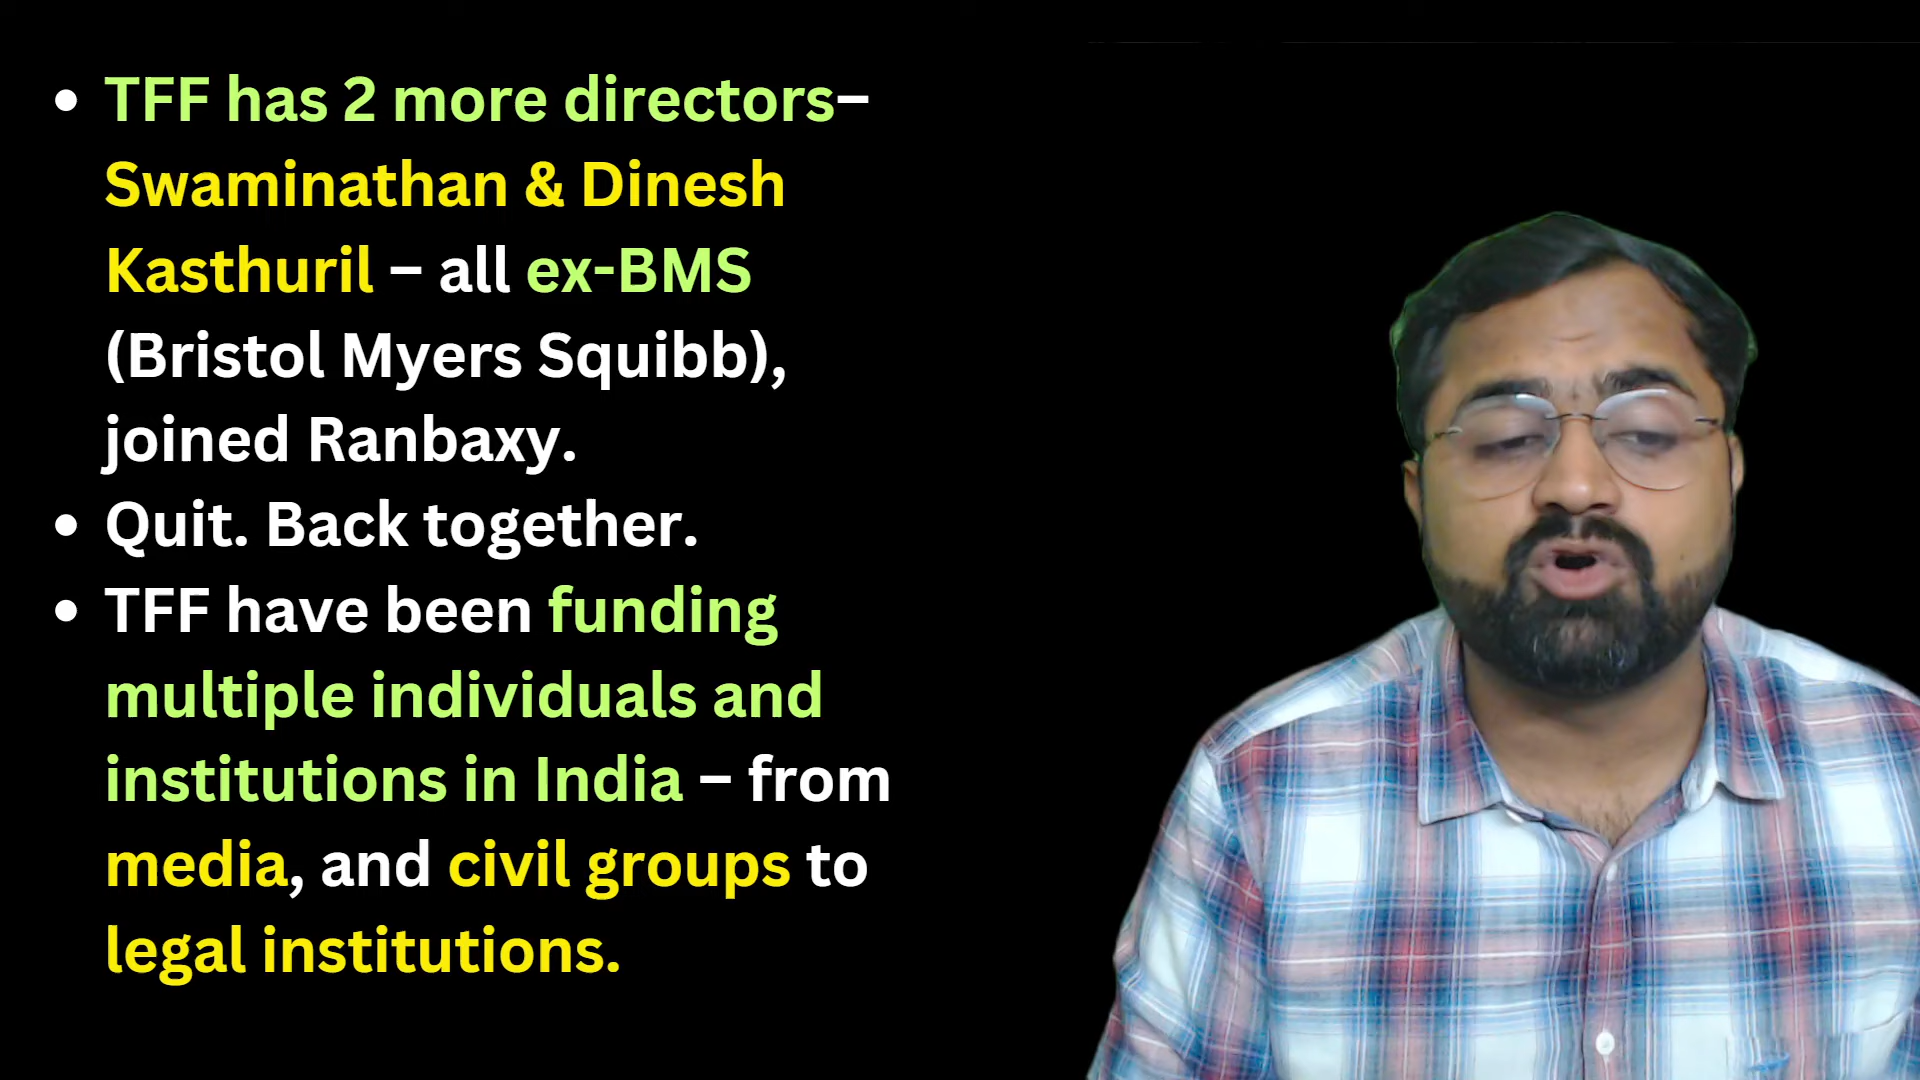 • TFF has 2 more directors–
Swaminathan & Dinesh
Kasthuril – all ex-BMS
(Bristol Myers Squibb),
joined Ranbaxy.
• Quit. Back together.
• TFF have been funding
multiple individuals and
institutions in India – from
media, and civil groups to
legal institutions.